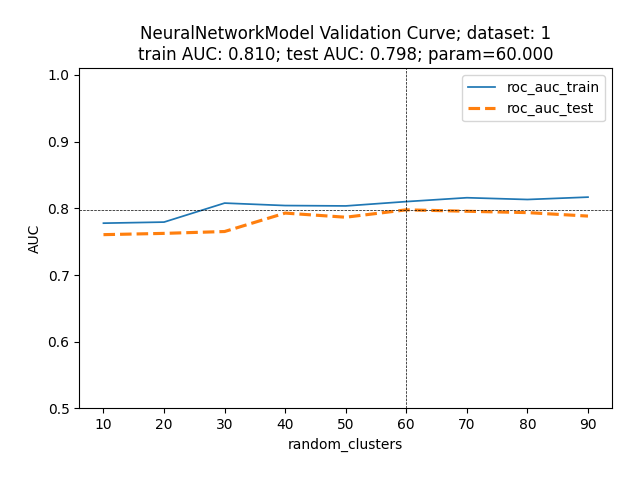 NeuralNetworkModel Validation Curve; dataset: 1
train AUC: 0.810; test AUC: 0.798; param=60.000
roc_auc_train
roc_auc_test
1.0
0.9
0.8
0.7
0.6
0.5
AUC
10 20 30 40 50 60 70 80 90
random_clusters